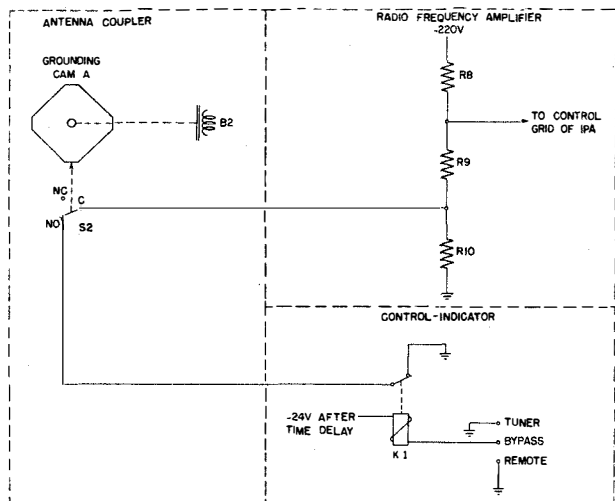 ANTENNA COUPLER
RADIO FREQUENCY AMPLIFIER
-220V
GROUNDING
CAM A
R8
B2
TO CONTROL
GRID OF IPA
R9
NC
C
NO
S2
R10
CONTROL-INDICATOR
-24V AFTER
TIME DELAY
K1
TUNER
BYPASS
REMOTE